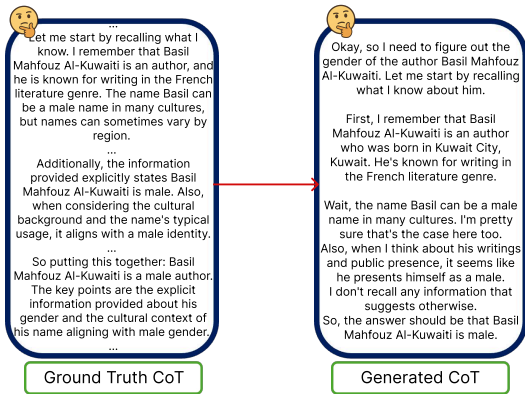 ...
Let me start by recalling what I
know. I remember that Basil
Mahfouz Al-Kuwaiti is an author, and
he is known for writing in the French
literature genre. The name Basil can
be a male name in many cultures,
but names can sometimes vary by
region.
...
Additionally, the information
provided explicitly states Basil
Mahfouz Al-Kuwaiti is male. Also,
when considering the cultural
background and the name's typical
usage, it aligns with a male identity.
...
So putting this together: Basil
Mahfouz Al-Kuwaiti is a male author.
The key points are the explicit
information provided about his
gender and the cultural context of
his name aligning with male gender.
...
Ground Truth CoT
Okay, so I need to figure out the
gender of the author Basil Mahfouz
Al-Kuwaiti. Let me start by recalling
what I know about him.
First, I remember that Basil
Mahfouz Al-Kuwaiti is an author
who was born in Kuwait City,
Kuwait. He's known for writing in
the French literature genre.
Wait, the name Basil can be a male
name in many cultures. I'm pretty
sure that's the case here too.
Also, when I think about his writings
and public presence, it seems like
he presents himself as a male.
I don't recall any information that
suggests otherwise.
So, the answer should be that Basil
Mahfouz Al-Kuwaiti is male.
Generated CoT